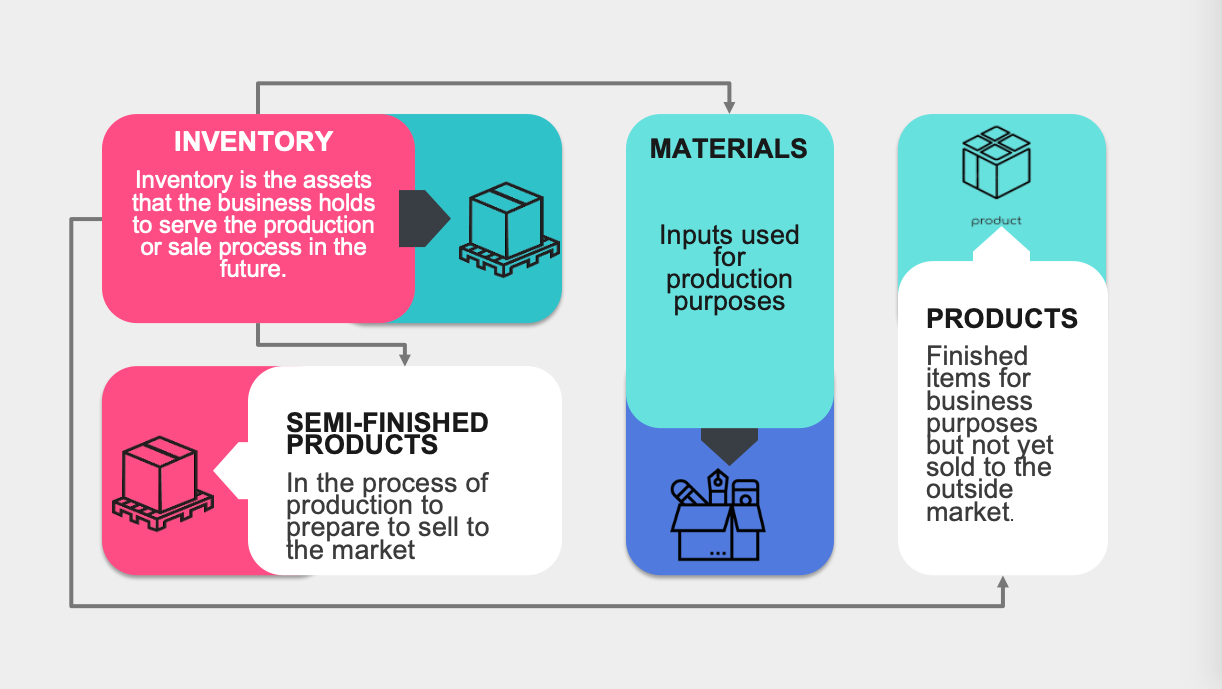 INVENTORY
Inventory is the assets
that the business holds
to serve the production
or sale process in the
future.
SEMI-FINISHED
PRODUCTS
In the process of
production to
prepare to sell to
the market
MATERIALS
Inputs used
for
production
purposes
product
PRODUCTS
Finished
items for
business
purposes
but not yet
sold to the
outside
market.